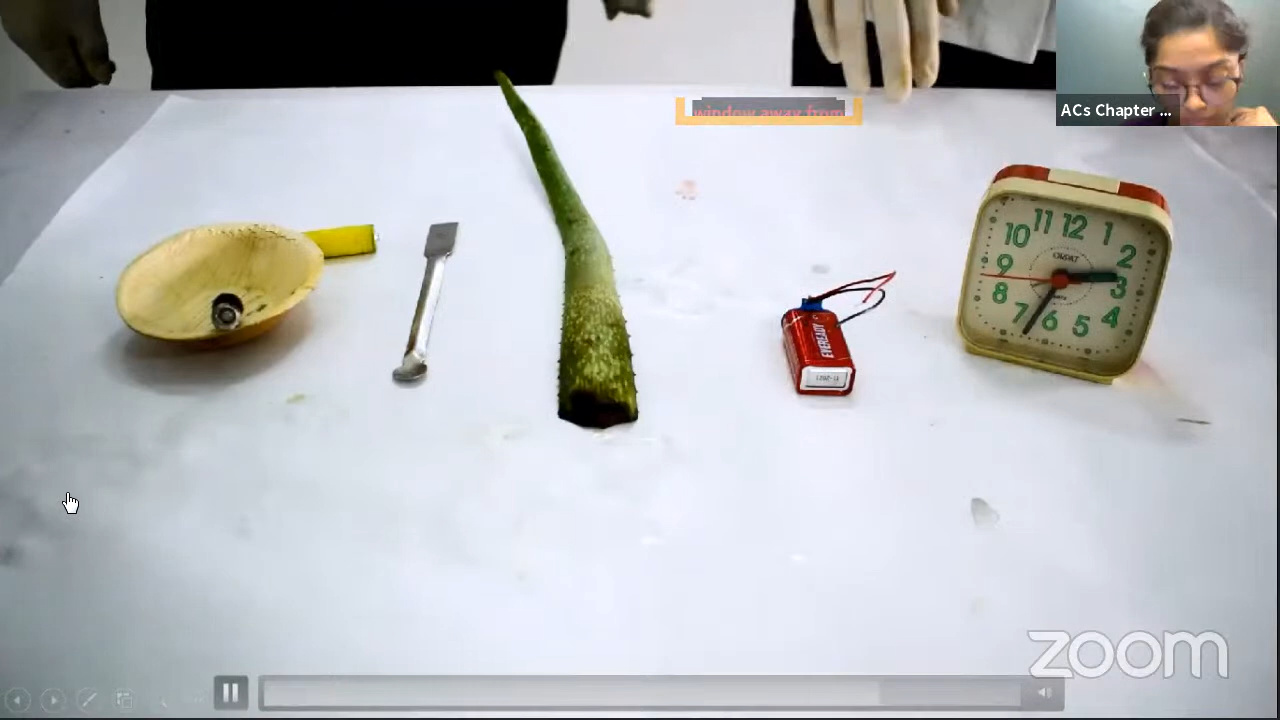 window away from
ACs Chapter ...
11 12 1
10 2
9 3
8 4
7 6 5
ORPAT
EVEREADY
zoom